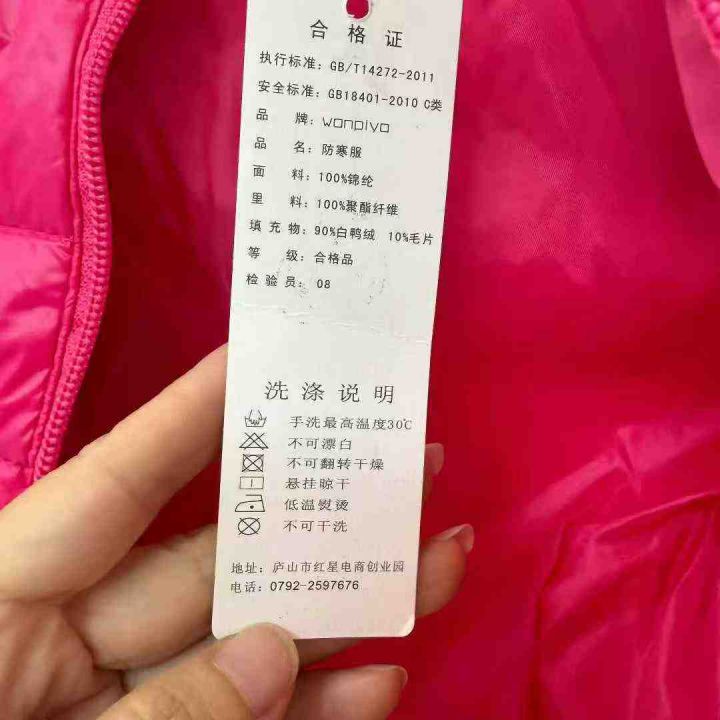 合格证
执行标准：GB/T14272-2011
安全标准：GB18401-2010 C类
品 牌：wonpiyo
品 名：防寒服
面 料：100%锦纶
里 料：100%聚酯纤维
填充物：90%白鸭绒 10%毛片
等 级：合格品
检验员：08
洗涤说明
手洗最高温度30℃
不可漂白
不可翻转干燥
悬挂晾干
低温熨烫
不可干洗
地址：庐山市红星电商创业园
电话：0792-2597676